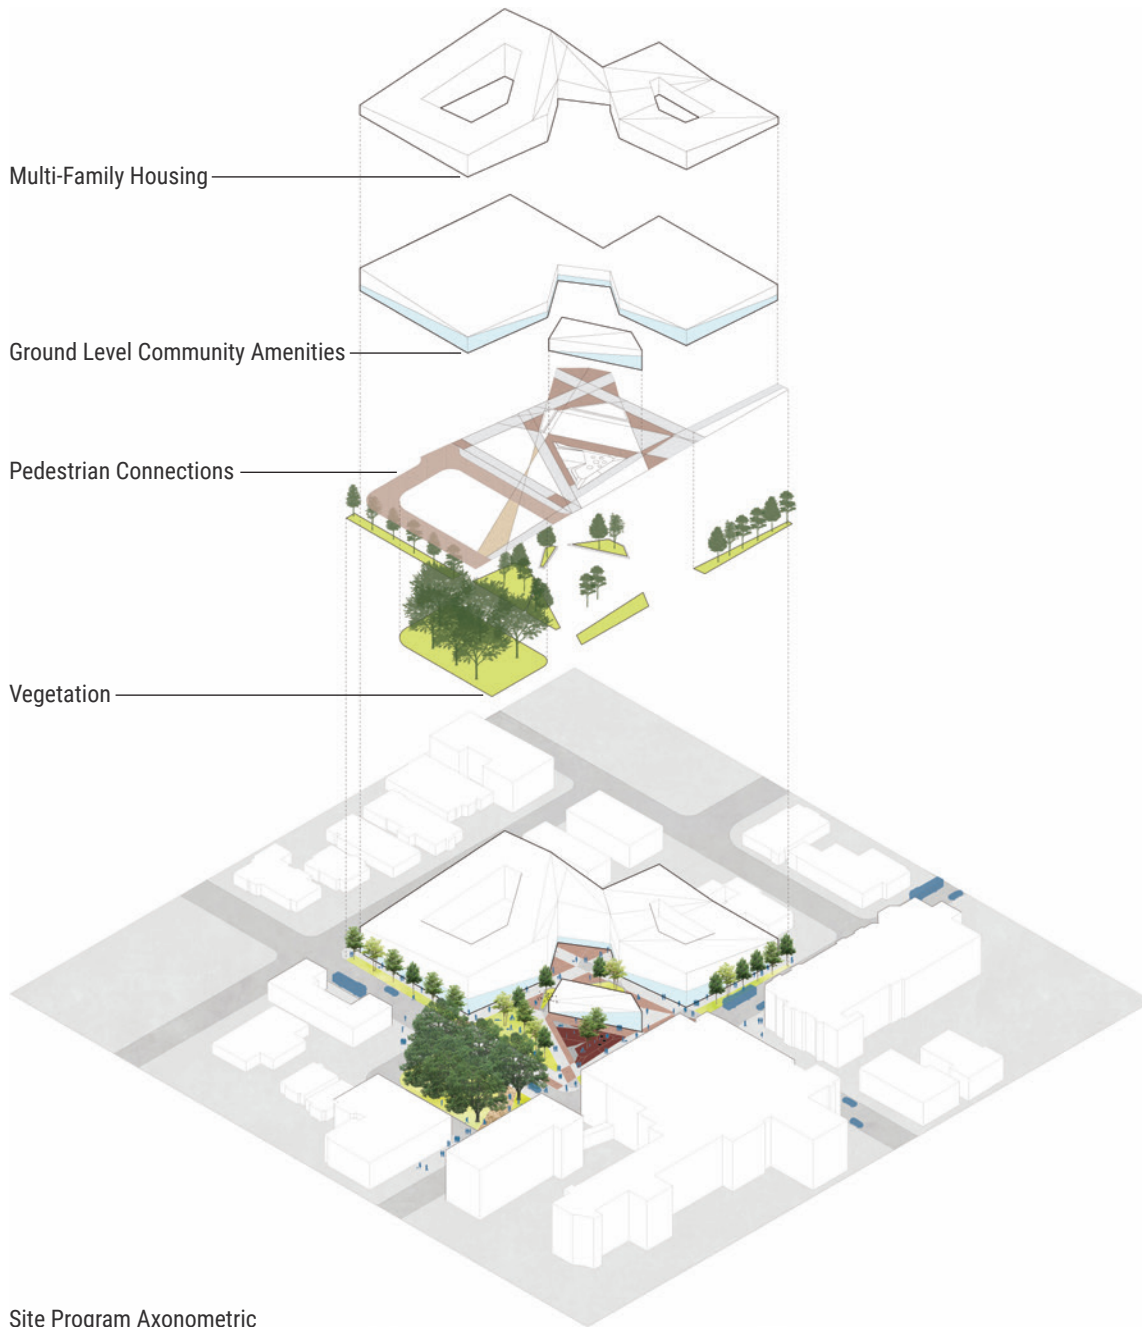 Multi-Family Housing
Ground Level Community Amenities
Pedestrian Connections
Vegetation
Site Program Axonometric